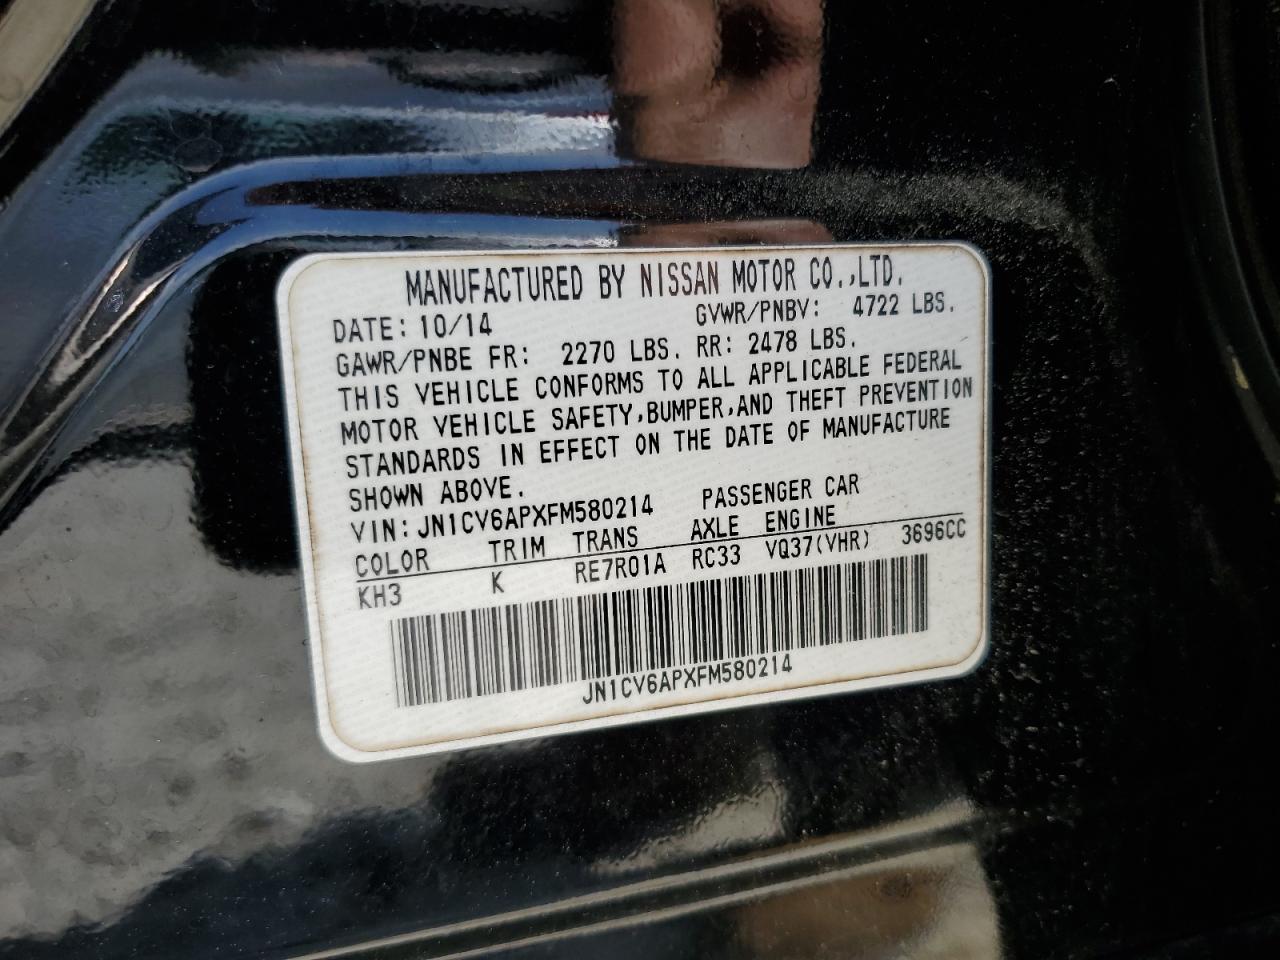 MANUFACTURED BY NISSAN MOTOR CO.,LTD.
DATE: 10/14 GVWR/PNBV: 4722 LBS.
GAWR/PNBE FR: 2270 LBS. RR: 2478 LBS.
THIS VEHICLE CONFORMS TO ALL APPLICABLE FEDERAL
MOTOR VEHICLE SAFETY,BUMPER,AND THEFT PREVENTION
STANDARDS IN EFFECT ON THE DATE OF MANUFACTURE
SHOWN ABOVE.
VIN: JN1CV6APXFM580214 PASSENGER CAR
COLOR TRIM TRANS AXLE ENGINE
KH3 K RE7R01A RC33 VQ37(VHR) 3696CC
JN1CV6APXFM580214